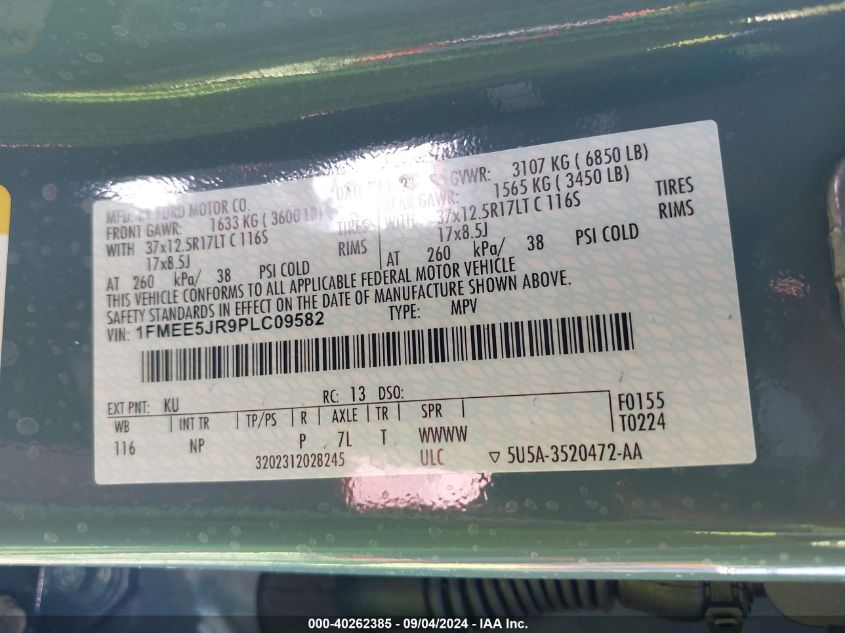 MFD. BY FORD MOTOR CO.
DATE GVWR: 3107 KG ( 6850 LB)
FRONT GAWR: 1633 KG ( 3600 LB) REAR GAWR: 1565 KG ( 3450 LB)
WITH 37x12.5R17LT C 116S TIRES WITH 37x12.5R17LT C 116S TIRES
17x8.5J RIMS 17x8.5J RIMS
AT 260 kPa/ 38 PSI COLD AT 260 kPa/ 38 PSI COLD
THIS VEHICLE CONFORMS TO ALL APPLICABLE FEDERAL MOTOR VEHICLE
SAFETY STANDARDS IN EFFECT ON THE DATE OF MANUFACTURE SHOWN ABOVE.
VIN: 1FMEE5JR9PLC09582 TYPE: MPV
EXT PNT: KU RC: 13 DSO:
WB INT TR TP/PS R AXLE TR SPR F0155
116 NP P 7L T WWWW T0224
3202312028245 ULC ▽ 5U5A-3520472-AA
000-40262385 - 09/04/2024 - IAA Inc.